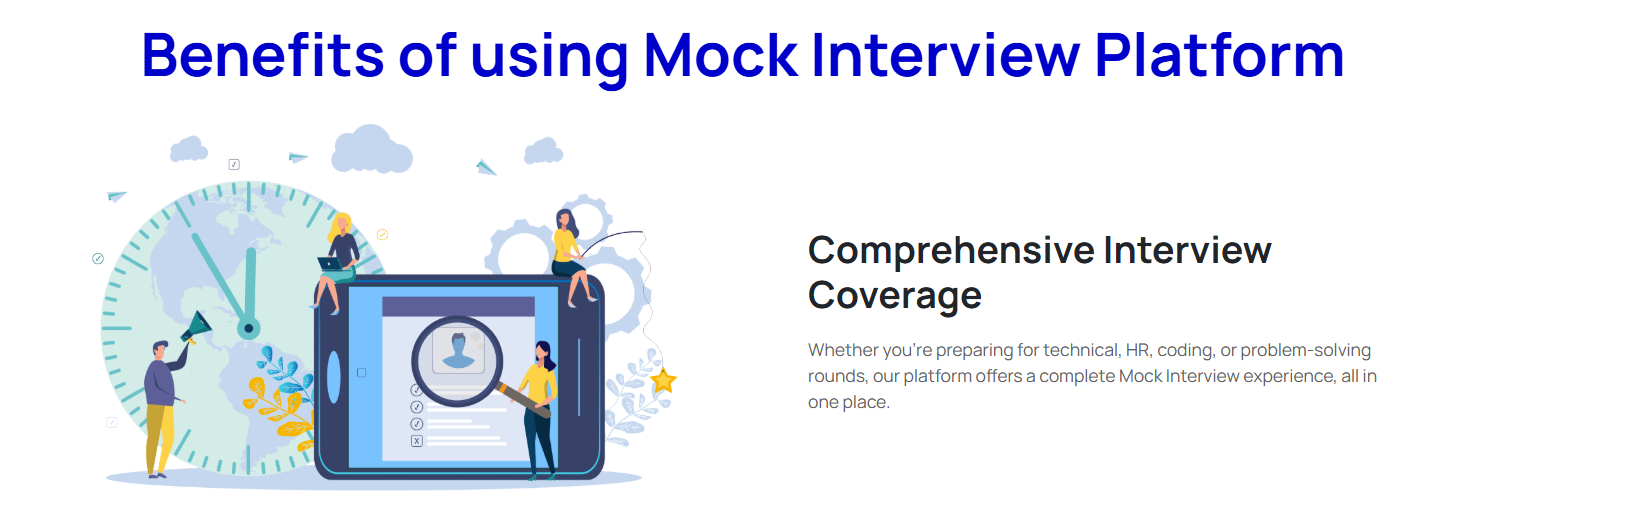 Benefits of using Mock Interview Platform
Comprehensive Interview
Coverage
Whether you're preparing for technical, HR, coding, or problem-solving
rounds, our platform offers a complete Mock Interview experience, all in
one place.